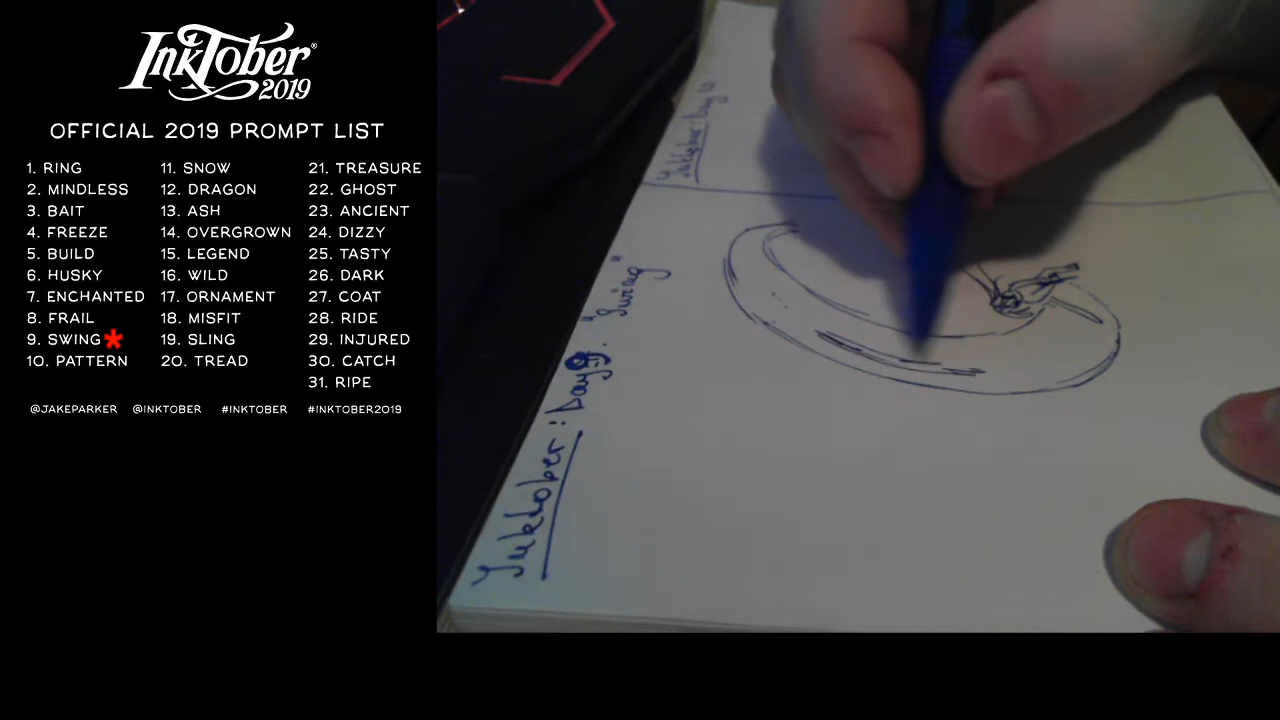 INKTOBER®
2019
OFFICIAL 2019 PROMPT LIST
1. RING
2. MINDLESS
3. BAIT
4. FREEZE
5. BUILD
6. HUSKY
7. ENCHANTED
8. FRAIL
9. SWING*
10. PATTERN
11. SNOW
12. DRAGON
13. ASH
14. OVERGROWN
15. LEGEND
16. WILD
17. ORNAMENT
18. MISFIT
19. SLING
20. TREAD
21. TREASURE
22. GHOST
23. ANCIENT
24. DIZZY
25. TASTY
26. DARK
27. COAT
28. RIDE
29. INJURED
30. CATCH
31. RIPE
@JAKEPARKER @INKTOBER #INKTOBER #INKTOBER2019
Inktober: Day
Inktober: Day 9. "Swing"